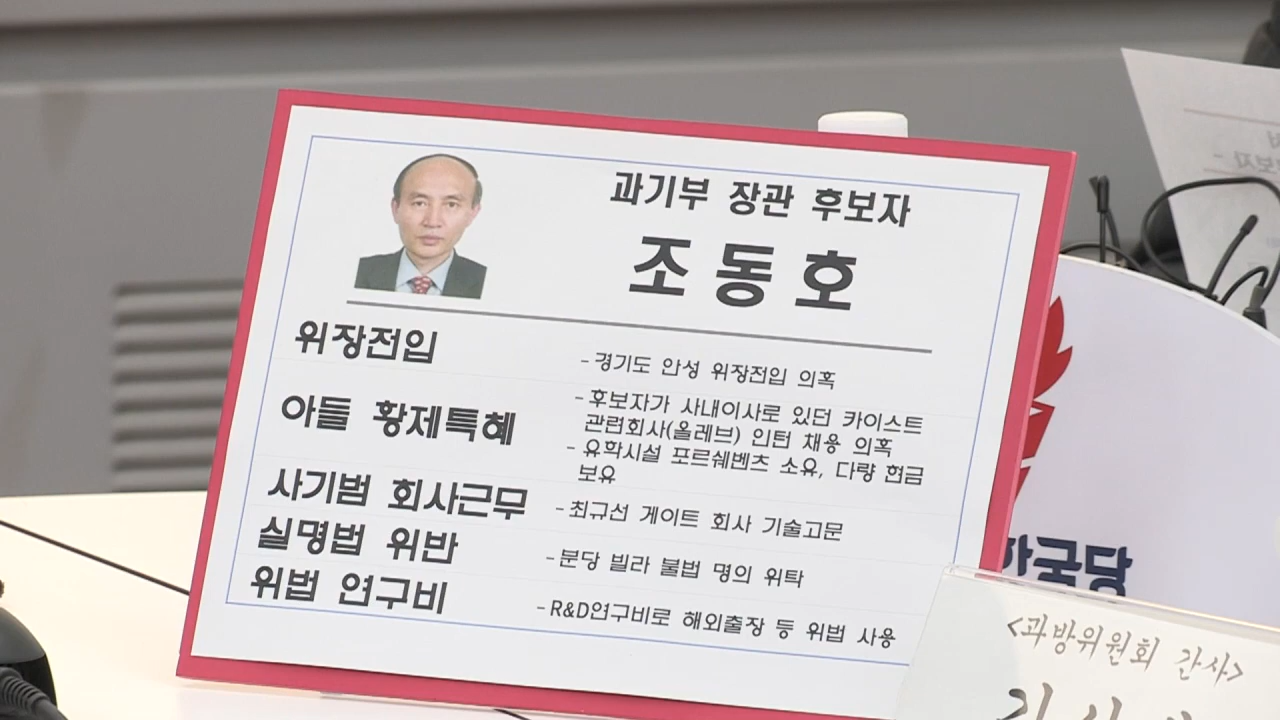 과기부 장관 후보자
조동호
위장전입
- 경기도 안성 위장전입 의혹
아들 황제특혜
- 후보자가 사내이사로 있던 카이스트
관련회사(올레브) 인턴 채용 의혹
- 유학시설 포르쉐벤츠 소유, 다량 현금
보유
사기범 회사근무
- 최규선 게이트 회사 기술고문
실명법 위반
- 분당 빌라 불법 명의 위탁
위법 연구비
- R&D연구비로 해외출장 등 위법 사용
한국당
<과방위원회 간사>